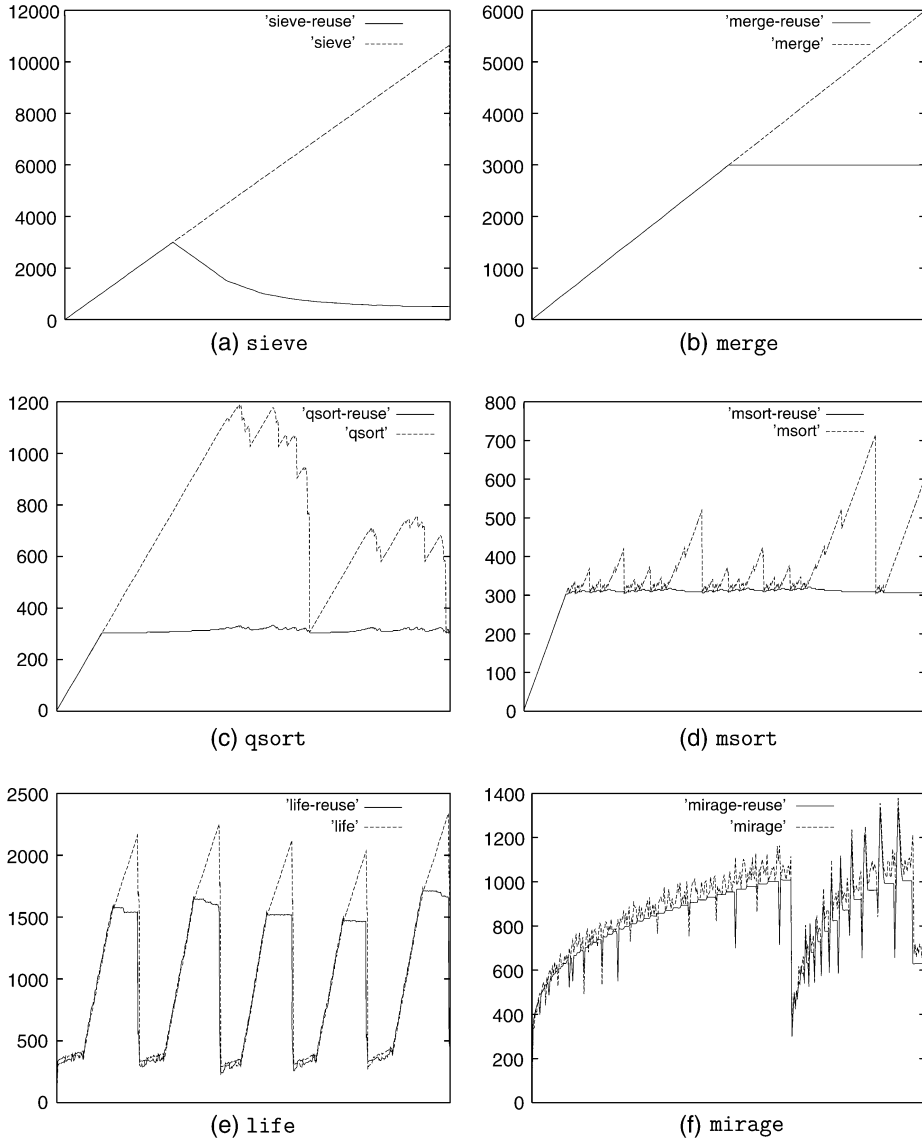 12000
10000
8000
6000
4000
2000
0
'sieve-reuse'
'sieve'
(a) sieve
6000
5000
4000
3000
2000
1000
0
'merge-reuse'
'merge'
(b) merge
1200
1000
800
600
400
200
0
'qsort-reuse'
'qsort'
(c) qsort
800
700
600
500
400
300
200
100
0
'msort-reuse'
'msort'
(d) msort
2500
2000
1500
1000
500
0
'life-reuse'
'life'
(e) life
1400
1200
1000
800
600
400
200
0
'mirage-reuse'
'mirage'
(f) mirage